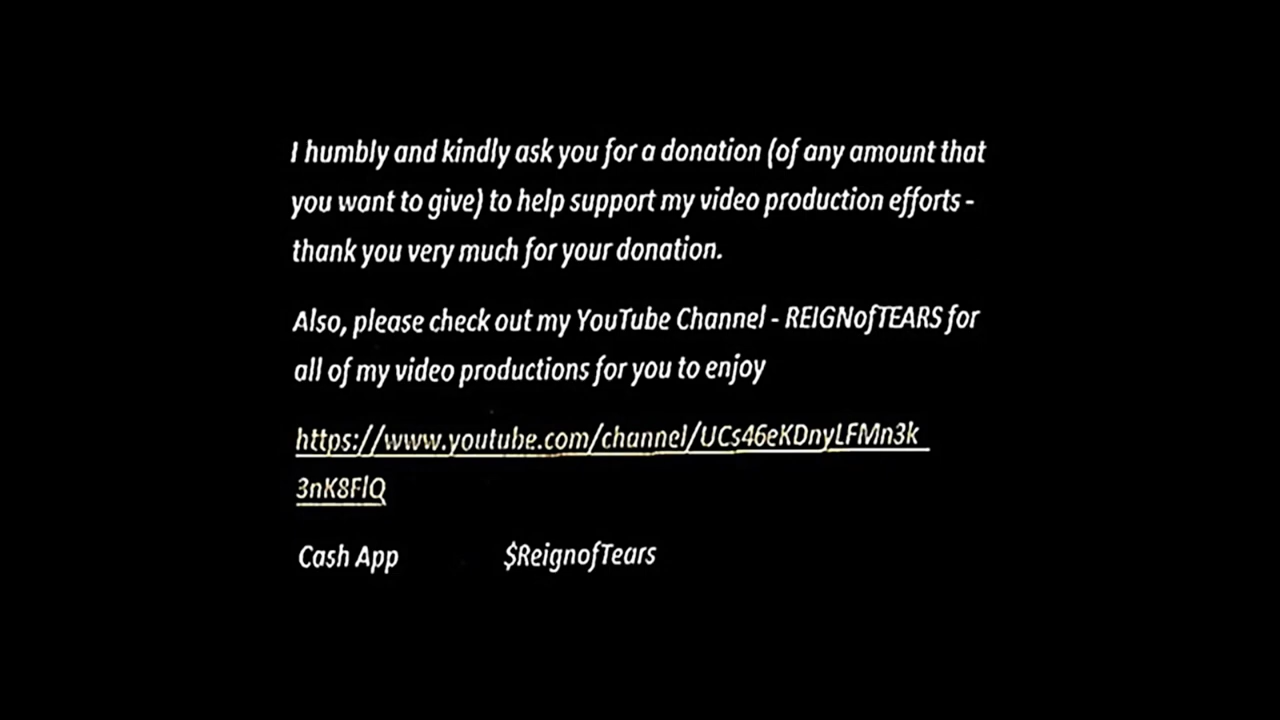 I humbly and kindly ask you for a donation (of any amount that
you want to give) to help support my video production efforts -
thank you very much for your donation.
Also, please check out my YouTube Channel - REIGNofTEARS for
all of my video productions for you to enjoy
https://www.youtube.com/channel/UCs46eKDnyLFMn3k_
3nK8FlQ
Cash App $ReignofTears